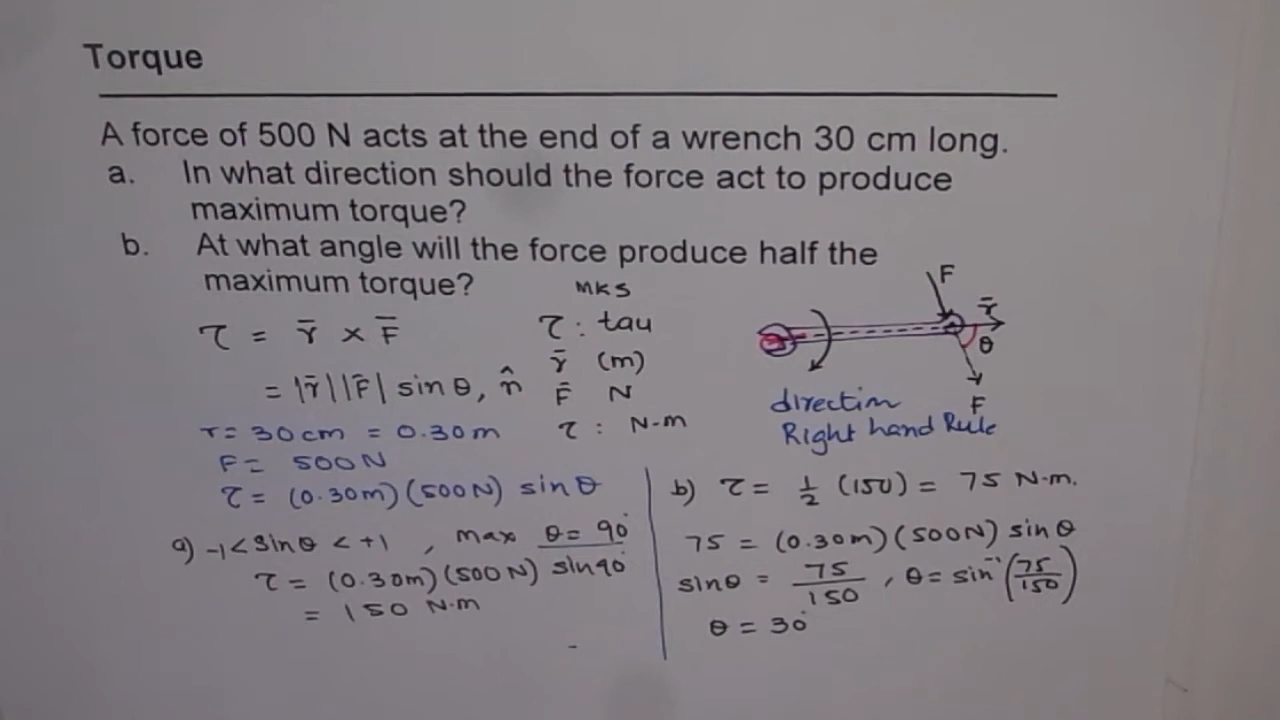 Torque
A force of 500 N acts at the end of a wrench 30 cm long.
a. In what direction should the force act to produce
maximum torque?
b. At what angle will the force produce half the
maximum torque?
MKS
τ = r̄ × F̄
= |r̄||F̄| sin θ, n̂
τ : tau
r̄ (m)
F̄ N
τ : N-m
F
r̄
θ
F
direction
Right hand Rule
r = 30 cm = 0.30 m
F = 500 N
τ = (0.30m)(500N) sin θ
a) -1 < sin θ < +1 , max θ = 90°
τ = (0.30m)(500N) sin 90°
= 150 N·m
b) τ = 1/2 (150) = 75 N-m.
75 = (0.30m)(500N) sin θ
sin θ = 75/150 , θ = sin⁻¹(75/150)
θ = 30°